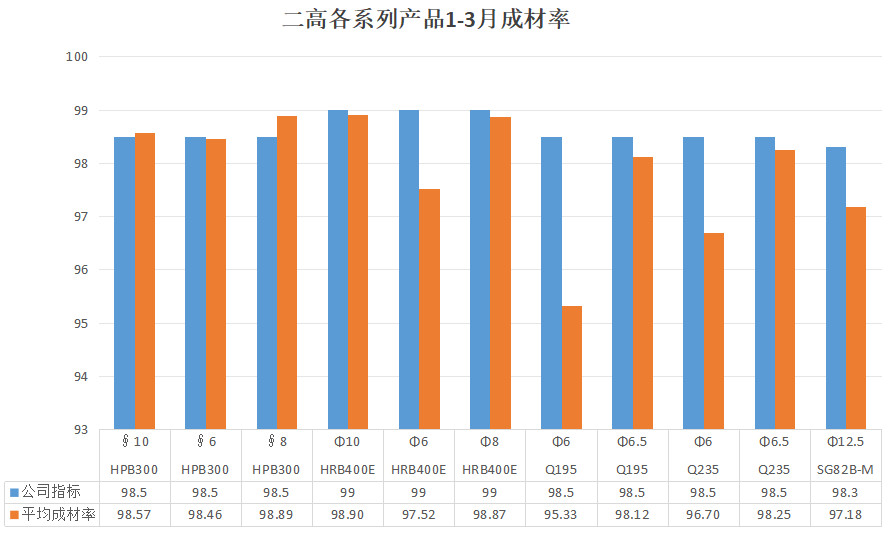 二高各系列产品1-3月成材率
100
99
98
97
96
95
94
93
∮10 ∮6 ∮8 Φ10 Φ6 Φ8 Φ6 Φ6.5 Φ6 Φ6.5 Φ12.5
HPB300 HPB300 HPB300 HRB400E HRB400E HRB400E Q195 Q195 Q235 Q235 SG82B-M
公司指标 98.5 98.5 98.5 99 99 99 98.5 98.5 98.5 98.5 98.3
平均成材率 98.57 98.46 98.89 98.90 97.52 98.87 95.33 98.12 96.70 98.25 97.18